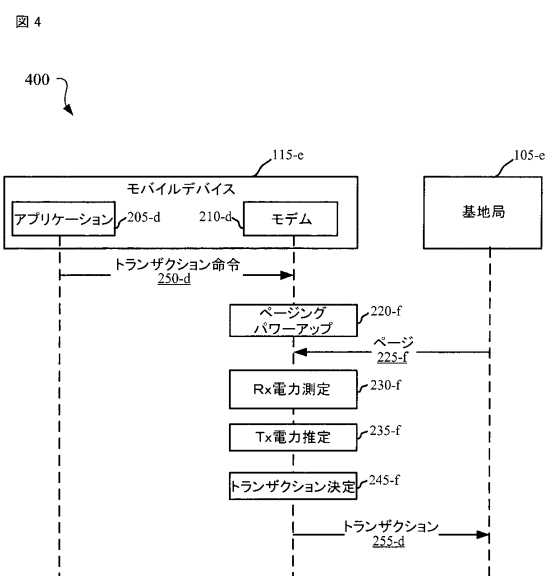 図4
400
115-e
105-e
モバイルデバイス
アプリケーション
205-d
210-d
モデム
基地局
トランザクション命令
250-d
ページング
パワーアップ
220-f
ページ
225-f
Rx電力測定
230-f
Tx電力推定
235-f
トランザクション決定
245-f
トランザクション
255-d